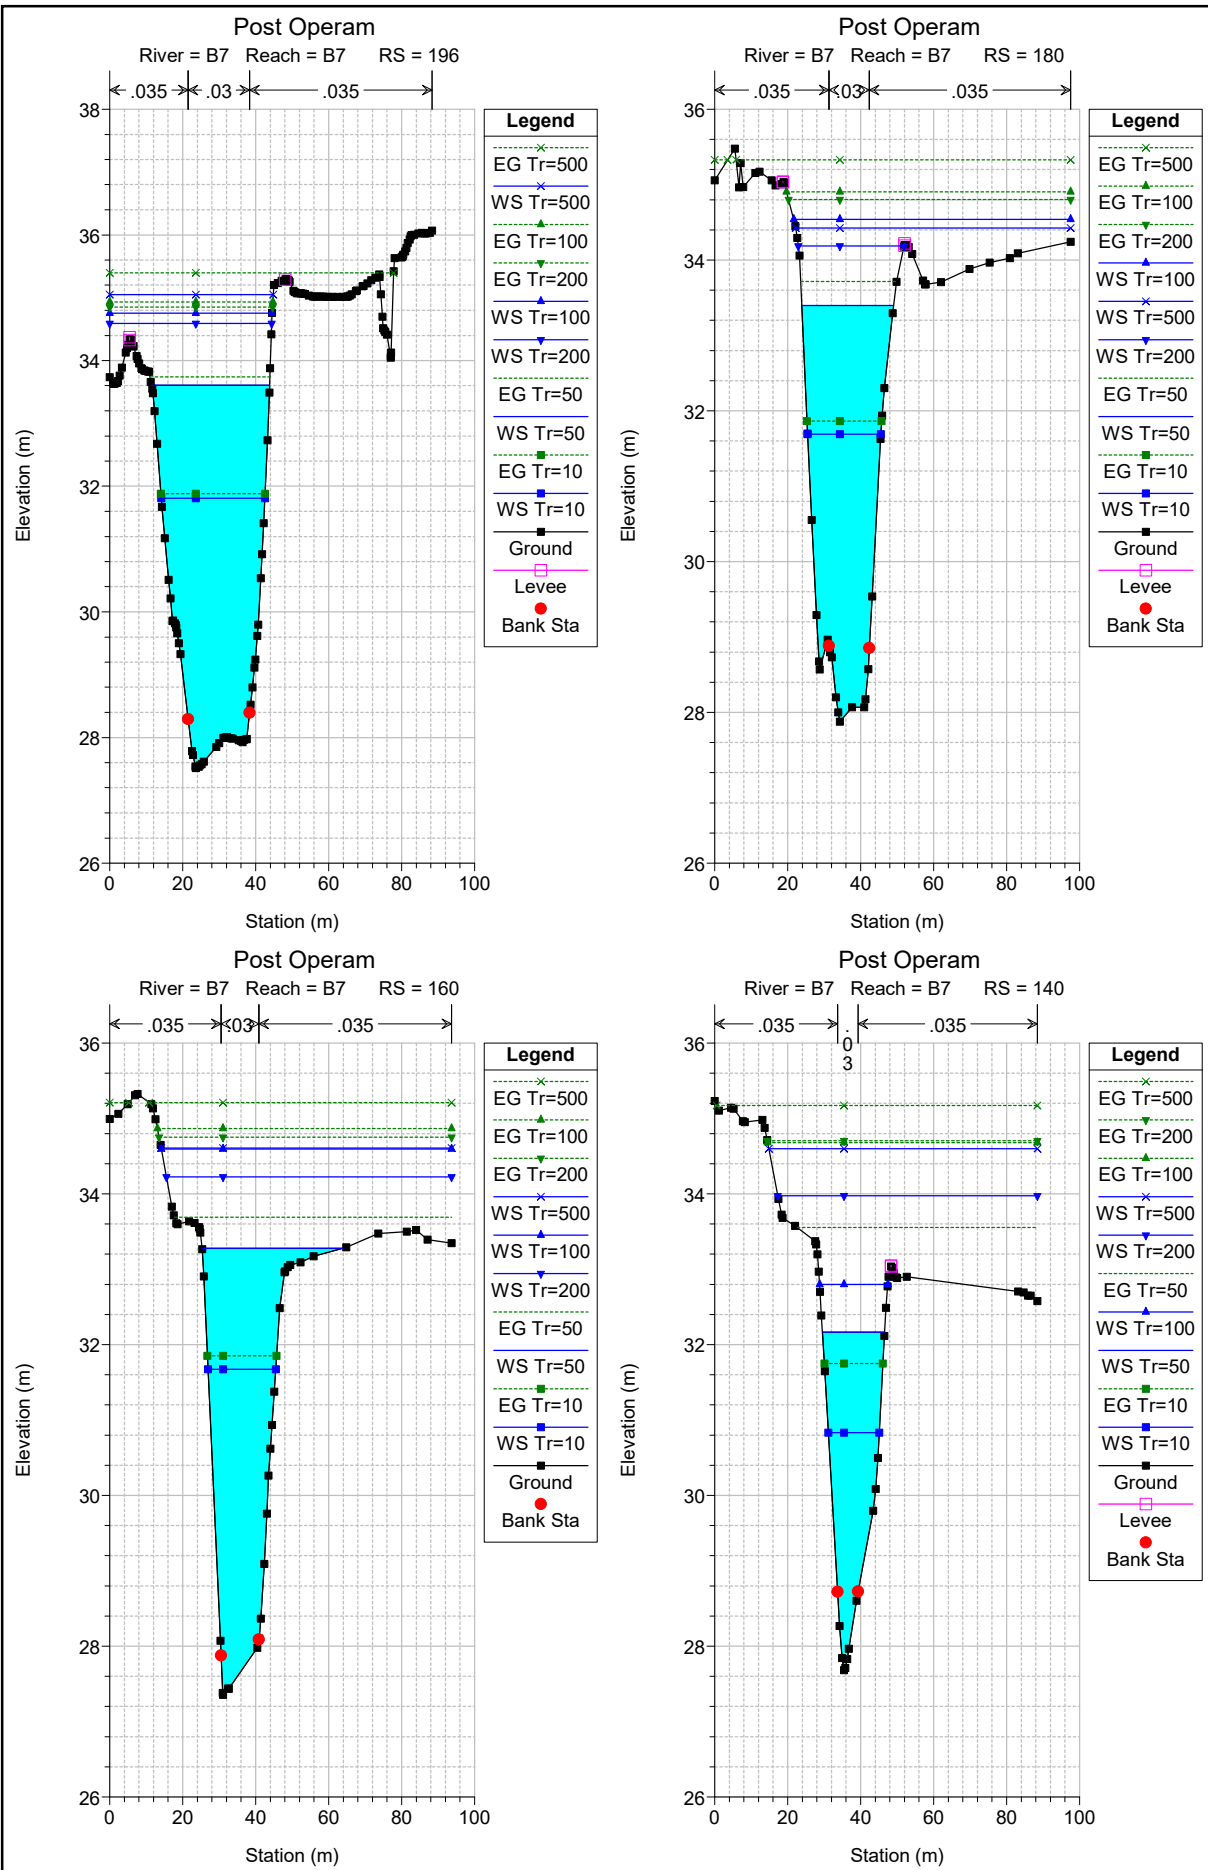 Post Operam
River = B7 Reach = B7 RS = 196
.035 .03 .035
38
36
34
32
30
28
26
0 20 40 60 80 100
Station (m)
Elevation (m)
Legend
EG Tr=500
WS Tr=500
EG Tr=100
EG Tr=200
WS Tr=100
WS Tr=200
EG Tr=50
WS Tr=50
EG Tr=10
WS Tr=10
Ground
Levee
Bank Sta
Post Operam
River = B7 Reach = B7 RS = 180
.035 .03 .035
36
34
32
30
28
26
0 20 40 60 80 100
Station (m)
Elevation (m)
Legend
EG Tr=500
EG Tr=100
EG Tr=200
WS Tr=100
WS Tr=500
WS Tr=200
EG Tr=50
WS Tr=50
EG Tr=10
WS Tr=10
Ground
Levee
Bank Sta
Post Operam
River = B7 Reach = B7 RS = 160
.035 .03 .035
36
34
32
30
28
26
0 20 40 60 80 100
Station (m)
Elevation (m)
Legend
EG Tr=500
EG Tr=100
EG Tr=200
WS Tr=500
WS Tr=100
WS Tr=200
EG Tr=50
WS Tr=50
EG Tr=10
WS Tr=10
Ground
Bank Sta
Post Operam
River = B7 Reach = B7 RS = 140
.035 .03 .035
36
34
32
30
28
26
0 20 40 60 80 100
Station (m)
Elevation (m)
Legend
EG Tr=500
EG Tr=200
EG Tr=100
WS Tr=500
WS Tr=200
EG Tr=50
WS Tr=100
WS Tr=50
EG Tr=10
WS Tr=10
Ground
Levee
Bank Sta